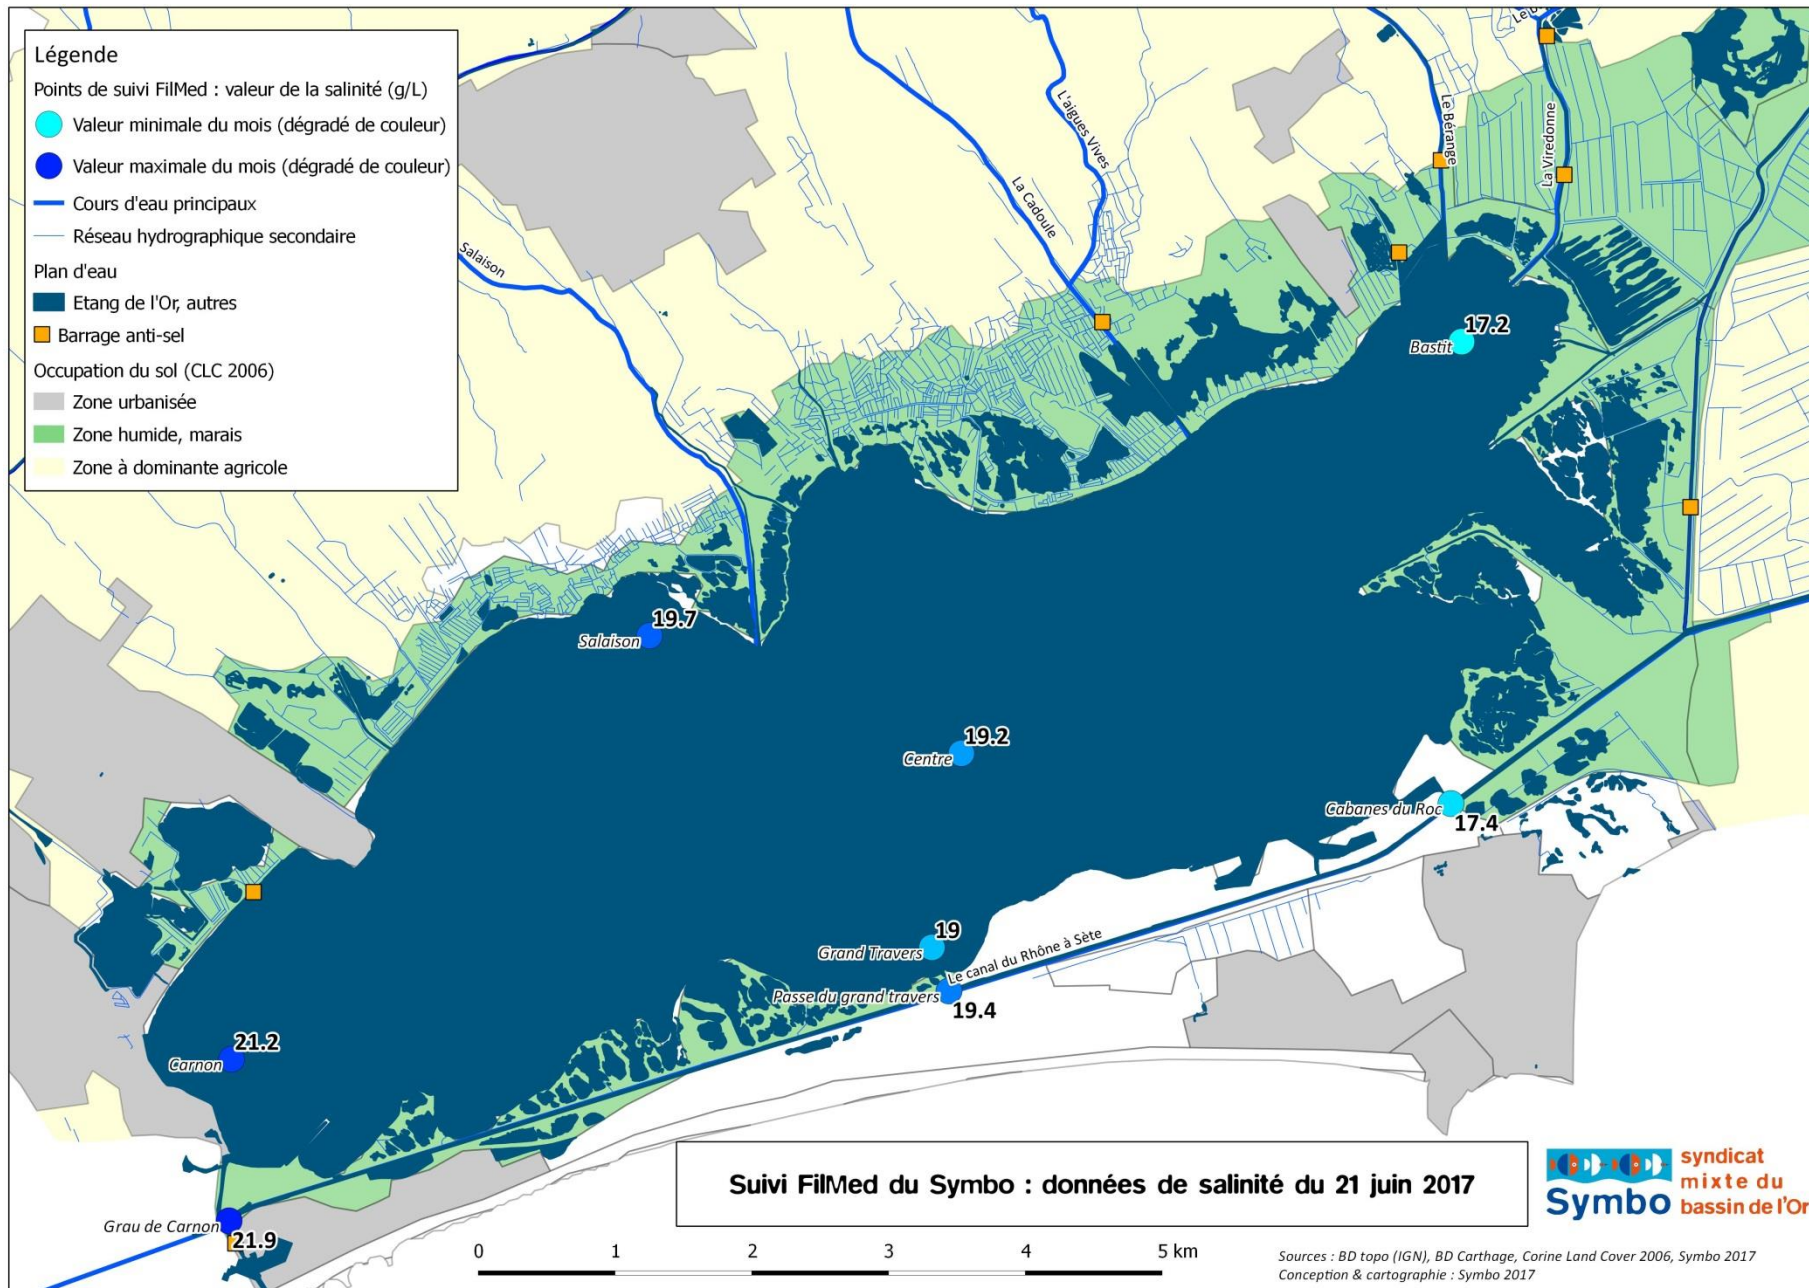 Légende
Points de suivi FilMed : valeur de la salinité (g/L)
Valeur minimale du mois (dégradé de couleur)
Valeur maximale du mois (dégradé de couleur)
Cours d'eau principaux
Réseau hydrographique secondaire
Plan d'eau
Etang de l'Or, autres
Barrage anti-sel
Occupation du sol (CLC 2006)
Zone urbanisée
Zone humide, marais
Zone à dominante agricole
Salaison
La Cadoule
L'aigues Vives
Le Bérange
La Viredonne
17.2
Bastit
19.7
Salaison
19.2
Centre
Cabanes du Roc
17.4
19
Grand Travers
Le canal du Rhône à Sète
Passe du grand travers
19.4
21.2
Carnon
Grau de Carnon
21.9
Suivi FilMed du Symbo : données de salinité du 21 juin 2017
Symbo
syndicat
mixte du
bassin de l'Or
0 1 2 3 4 5 km
Sources : BD topo (IGN), BD Carthage, Corine Land Cover 2006, Symbo 2017
Conception & cartographie : Symbo 2017